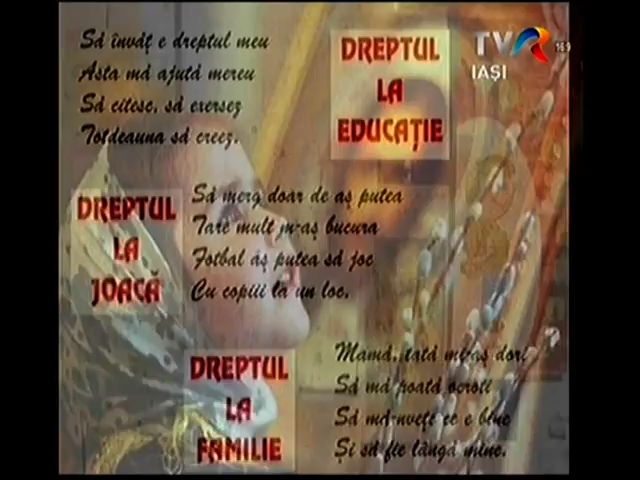 Să învăț e dreptul meu
Asta mă ajută mereu
Să citesc, să exersez
Totdeauna să creez.
DREPTUL
LA
EDUCAȚIE
TVR
16:9
IAȘI
DREPTUL
LA
JOACĂ
Să merg doar de aș putea
Tare mult m-aș bucura
Fotbal aș putea să joc
Cu copiii la un loc.
DREPTUL
LA
FAMILIE
Mamă, tată mi-aș dori
Să mă poată ocroti
Să mă-nvețe ce e bine
Și să fie lângă mine.